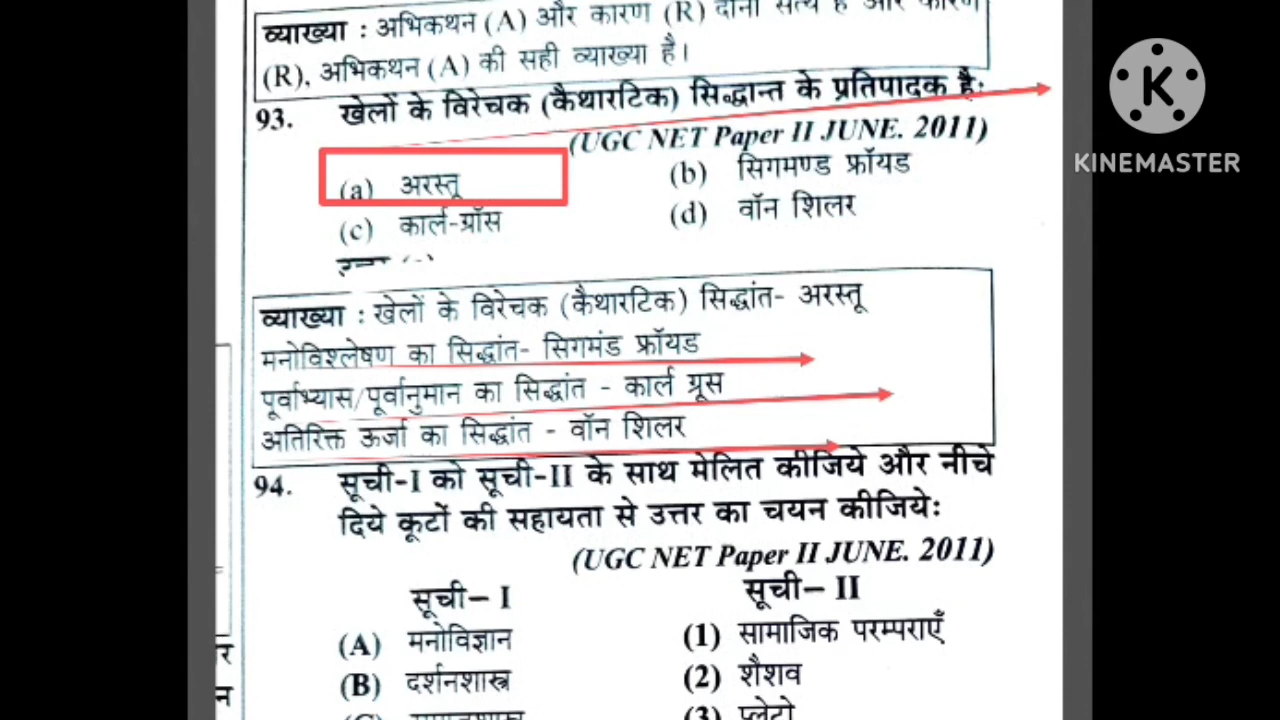 व्याख्या : अभिकथन (A) और कारण (R) दोनों सत्य हैं और कारण
(R), अभिकथन (A) की सही व्याख्या है।
93. खेलों के विरेचक (कैथारटिक) सिद्धान्त के प्रतिपादक है:
(UGC NET Paper II JUNE. 2011)
(a) अरस्तू (b) सिगमण्ड फ्रॉयड
(c) कार्ल-ग्रॉस (d) वॉन शिलर
व्याख्या : खेलों के विरेचक (कैथारटिक) सिद्धांत- अरस्तू
मनोविश्लेषण का सिद्धांत- सिगमंड फ्रॉयड
पूर्वाभ्यास/पूर्वानुमान का सिद्धांत - कार्ल ग्रूस
अतिरिक्त ऊर्जा का सिद्धांत - वॉन शिलर
94. सूची-I को सूची-II के साथ मेलित कीजिये और नीचे
दिये कूटों की सहायता से उत्तर का चयन कीजिये:
(UGC NET Paper II JUNE. 2011)
सूची– I सूची– II
(A) मनोविज्ञान (1) सामाजिक परम्पराएँ
(B) दर्शनशास्त्र (2) शैशव
(3) प्लेटो
K
KINEMASTER